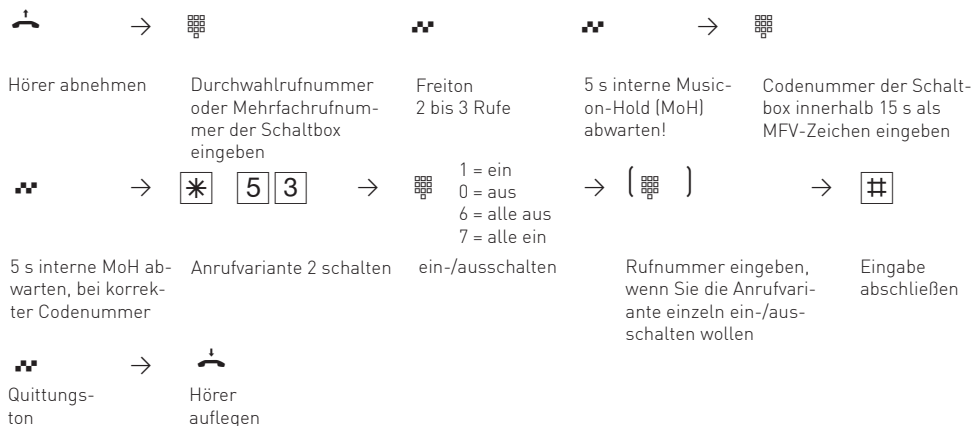 Hörer abnehmen
Durchwahlrufnummer
oder Mehrfachrufnum-
mer der Schaltbox
eingeben
Freiton
2 bis 3 Rufe
5 s interne Music-
on-Hold (MoH)
abwarten!
Codenummer der Schalt-
box innerhalb 15 s als
MFV-Zeichen eingeben
* 5 3
1 = ein
0 = aus
6 = alle aus
7 = alle ein
( )
#
5 s interne MoH ab-
warten, bei korrek-
ter Codenummer
Anrufvariante 2 schalten
ein-/ausschalten
Rufnummer eingeben,
wenn Sie die Anrufvari-
ante einzeln ein-/aus-
schalten wollen
Eingabe
abschließen
Quittungs-
ton
Hörer
auflegen